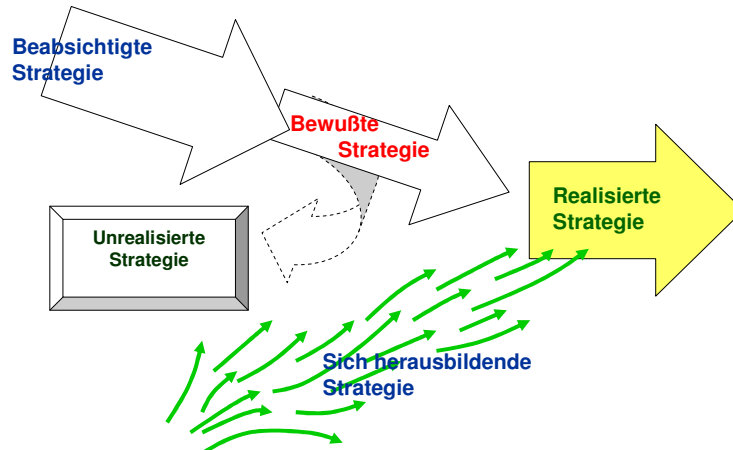 Beabsichtigte
Strategie
Bewußte
Strategie
Realisierte
Strategie
Unrealisierte
Strategie
Sich herausbildende
Strategie